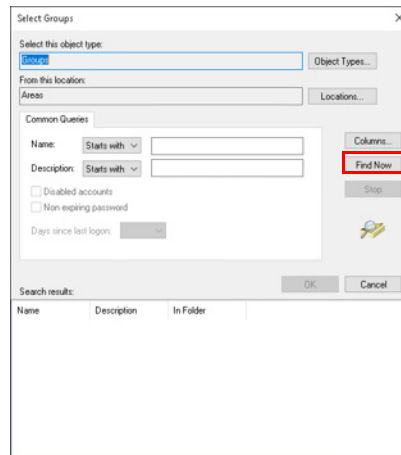 Select Groups
Select this object type:
Groups
Object Types...
From this location:
Areas
Locations...
Common Queries
Name: Starts with
Columns...
Description: Starts with
Find Now
Disabled accounts
Stop
Non expiring password
Days since last logon:
OK Cancel
Search results:
Name Description In Folder